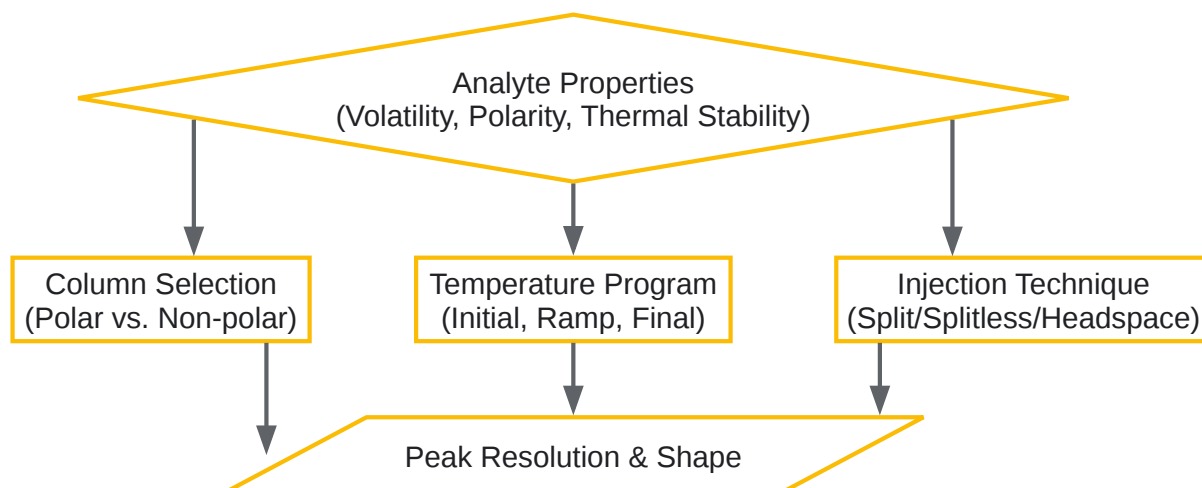 Analyte Properties
(Volatility, Polarity, Thermal Stability)
Column Selection
(Polar vs. Non-polar)
Temperature Program
(Initial, Ramp, Final)
Injection Technique
(Split/Splitless/Headspace)
Peak Resolution & Shape